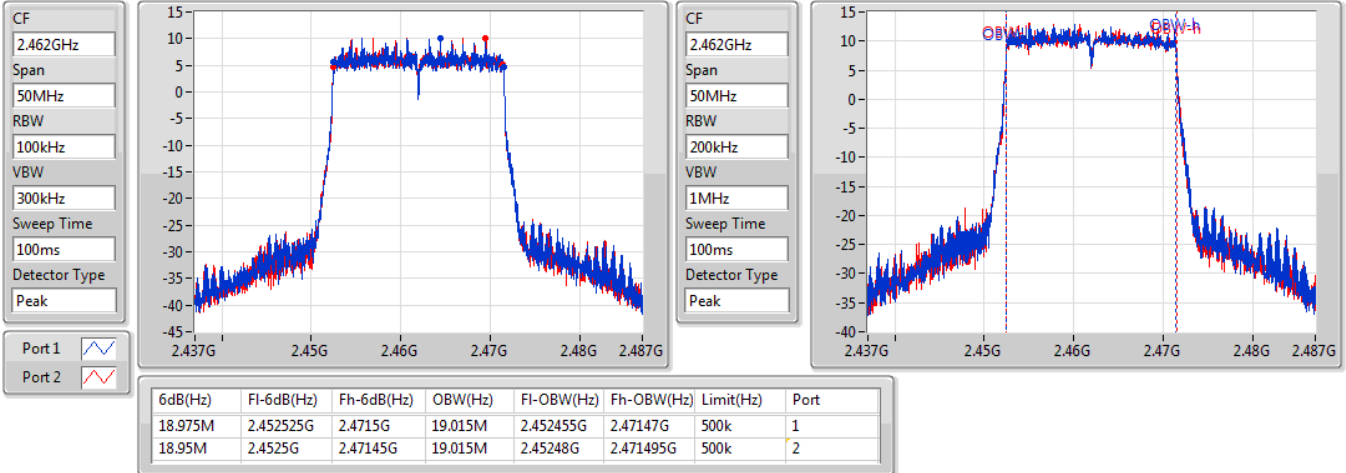 CF
2.462GHz
Span
50MHz
RBW
100kHz
VBW
300kHz
Sweep Time
100ms
Detector Type
Peak
Port 1
Port 2
15
10
5
0
-5
-10
-15
-20
-25
-30
-35
-40
-45
2.437G 2.45G 2.46G 2.47G 2.48G 2.487G
CF
2.462GHz
Span
50MHz
RBW
200kHz
VBW
1MHz
Sweep Time
100ms
Detector Type
Peak
15
10
5
0
-5
-10
-15
-20
-25
-30
-35
-40
OBW-h
2.437G 2.45G 2.46G 2.47G 2.48G 2.487G
6dB(Hz) Fl-6dB(Hz) Fh-6dB(Hz) OBW(Hz) Fl-OBW(Hz) Fh-OBW(Hz) Limit(Hz) Port
18.975M 2.452525G 2.4715G 19.015M 2.452455G 2.47147G 500k 1
18.95M 2.4525G 2.47145G 19.015M 2.45248G 2.471495G 500k 2